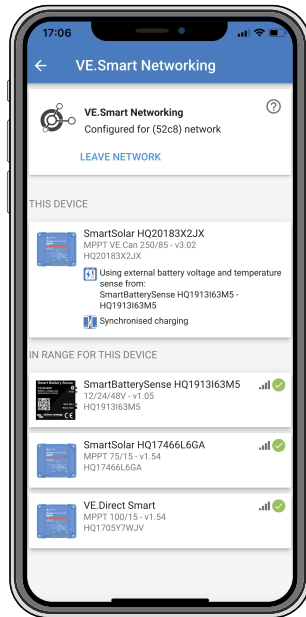 17:06
VE.Smart Networking
VE.Smart Networking
Configured for (52c8) network
LEAVE NETWORK
THIS DEVICE
SmartSolar HQ20183X2JX
MPPT VE.Can 250/85 - v3.02
HQ20183X2JX
Using external battery voltage and temperature
sense from:
SmartBatterySense HQ1913I63M5 -
HQ1913I63M5
Synchronised charging
IN RANGE FOR THIS DEVICE
Smart Battery Sense
SmartBatterySense HQ1913I63M5
12/24/48V - v1.05
HQ1913I63M5
SmartSolar HQ17466L6GA
MPPT 75/15 - v1.54
HQ17466L6GA
VE.Direct Smart
MPPT 100/15 - v1.54
HQ1705Y7WJV